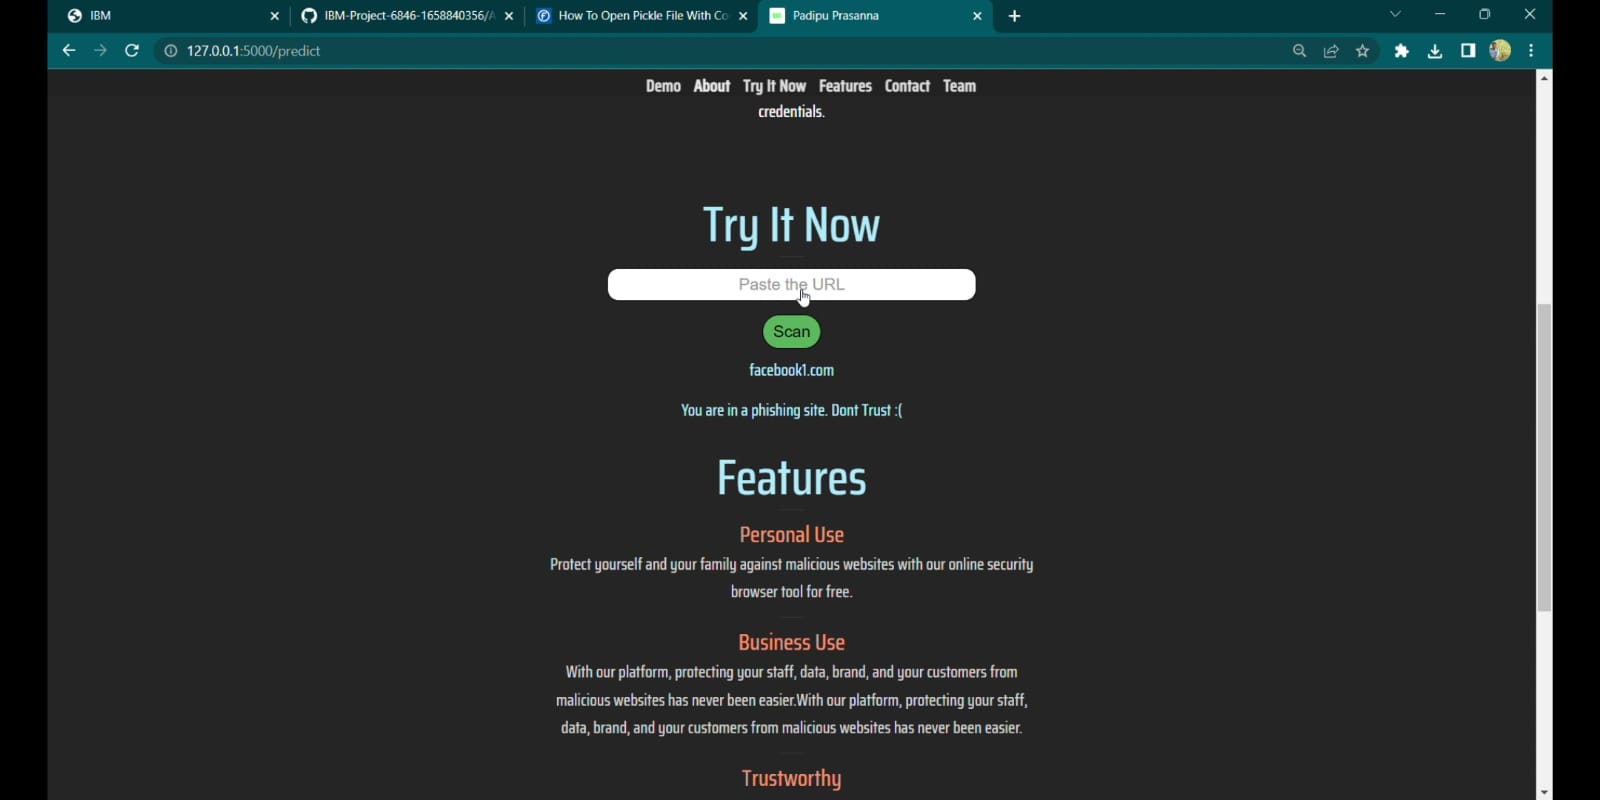 IBM
IBM-Project-6846-1658840356/A
How To Open Pickle File With Co
Padipu Prasanna
127.0.0.1:5000/predict
Demo About Try It Now Features Contact Team
credentials.
Try It Now
Paste the URL
Scan
facebook1.com
You are in a phishing site. Dont Trust :(
Features
Personal Use
Protect yourself and your family against malicious websites with our online security
browser tool for free.
Business Use
With our platform, protecting your staff, data, brand, and your customers from
malicious websites has never been easier.With our platform, protecting your staff,
data, brand, and your customers from malicious websites has never been easier.
Trustworthy